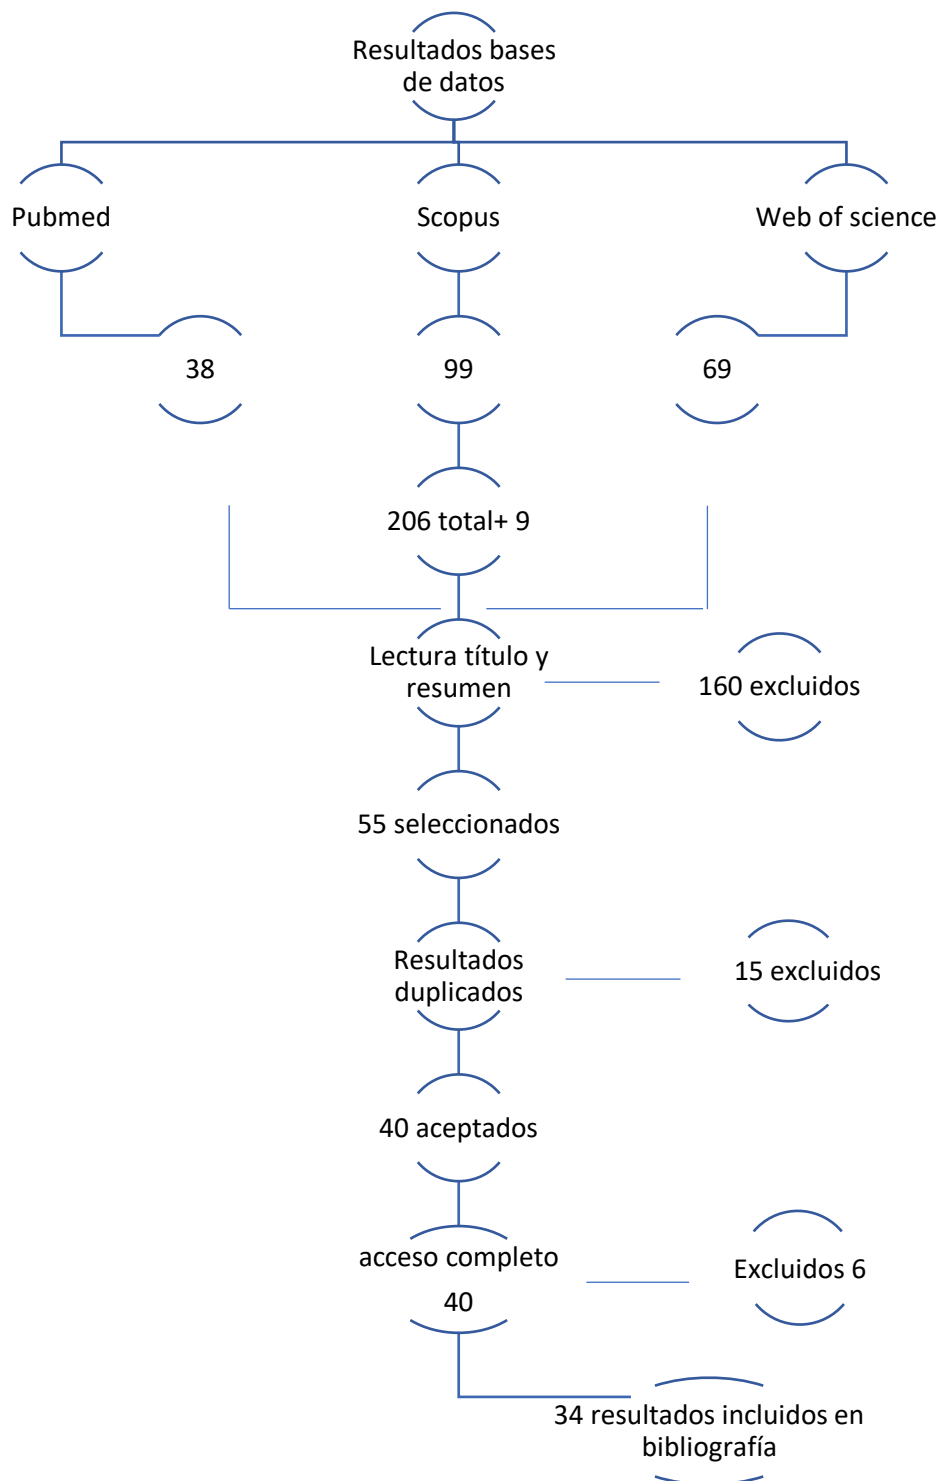 Resultados bases
de datos
Pubmed
Scopus
Web of science
38
99
69
206 total+ 9
Lectura título y
resumen
160 excluidos
55 seleccionados
Resultados
duplicados
15 excluidos
40 aceptados
acceso completo
40
Excluidos 6
34 resultados incluidos en
bibliografía